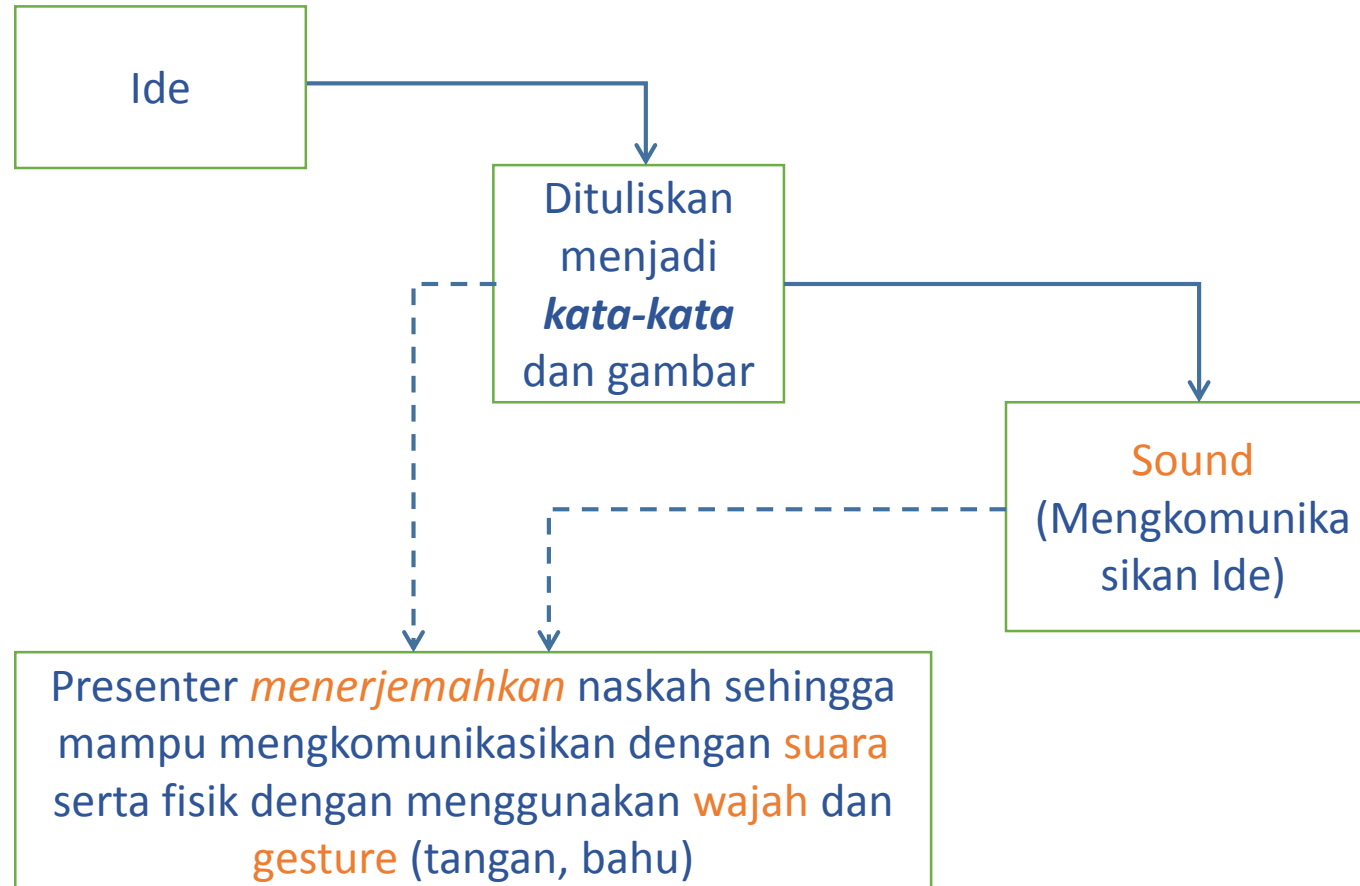 Ide
Dituliskan
menjadi
kata-kata
dan gambar
Sound
(Mengkomunika
sikan Ide)
Presenter menerjemahkan naskah sehingga
mampu mengkomunikasikan dengan suara
serta fisik dengan menggunakan wajah dan
gesture (tangan, bahu)